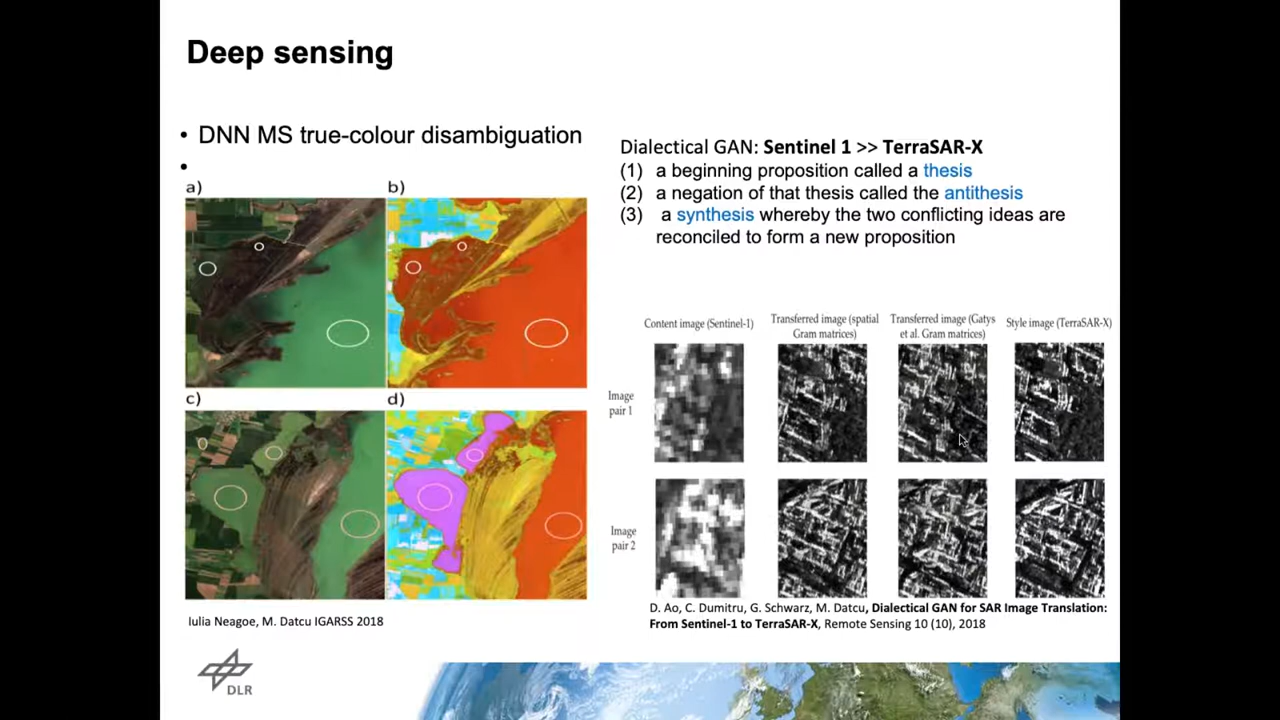 Deep sensing
• DNN MS true-colour disambiguation
•
a)
b)
c)
d)
Iulia Neagoe, M. Datcu IGARSS 2018
Dialectical GAN: Sentinel 1 >> TerraSAR-X
(1) a beginning proposition called a thesis
(2) a negation of that thesis called the antithesis
(3) a synthesis whereby the two conflicting ideas are
reconciled to form a new proposition
Content image (Sentinel-1)
Transferred image (spatial
Gram matrices)
Transferred image (Gatys
et al. Gram matrices)
Style image (TerraSAR-X)
Image
pair 1
Image
pair 2
D. Ao, C. Dumitru, G. Schwarz, M. Datcu, Dialectical GAN for SAR Image Translation:
From Sentinel-1 to TerraSAR-X, Remote Sensing 10 (10), 2018
DLR